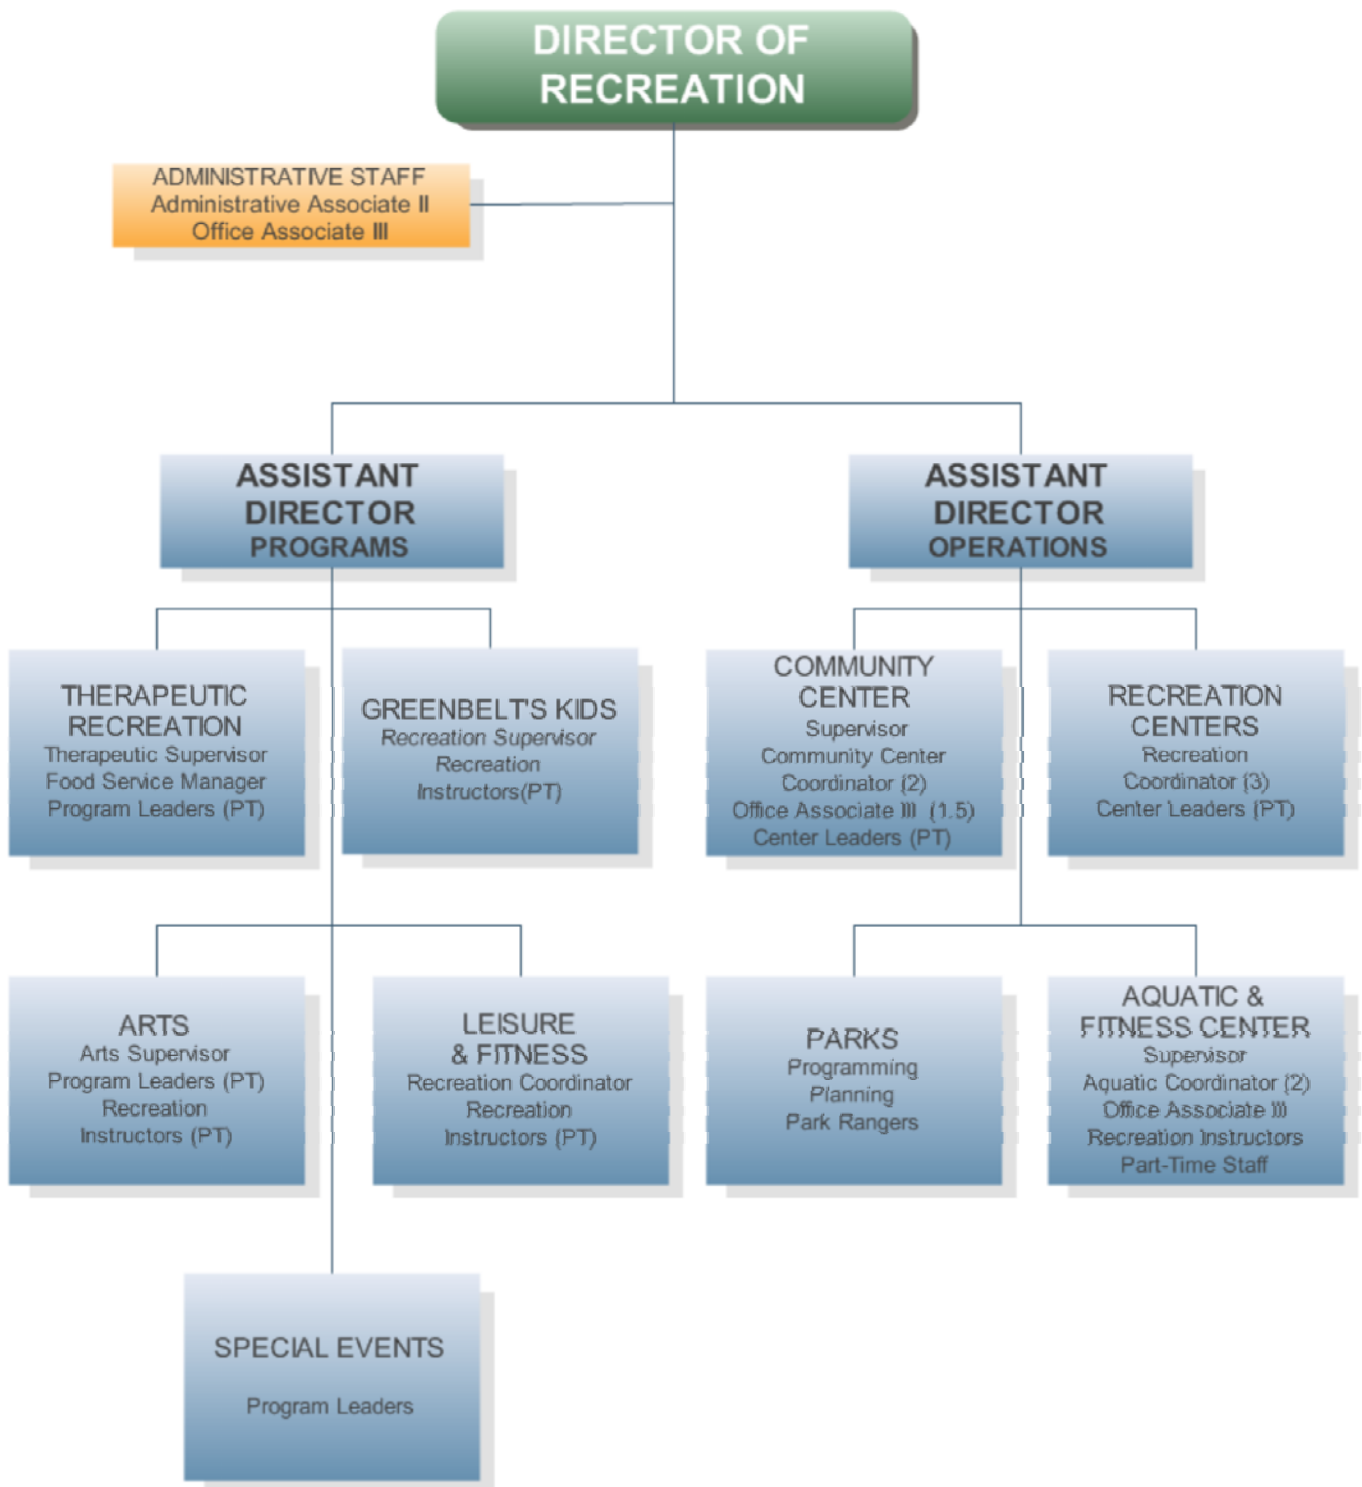 DIRECTOR OF
RECREATION
ADMINISTRATIVE STAFF
Administrative Associate II
Office Associate III
ASSISTANT
DIRECTOR
PROGRAMS
ASSISTANT
DIRECTOR
OPERATIONS
THERAPEUTIC
RECREATION
Therapeutic Supervisor
Food Service Manager
Program Leaders (PT)
GREENBELT'S KIDS
Recreation Supervisor
Recreation
Instructors(PT)
COMMUNITY
CENTER
Supervisor
Community Center
Coordinator (2)
Office Associate III (1.5)
Center Leaders (PT)
RECREATION
CENTERS
Recreation
Coordinator (3)
Center Leaders (PT)
ARTS
Arts Supervisor
Program Leaders (PT)
Recreation
Instructors (PT)
LEISURE
& FITNESS
Recreation Coordinator
Recreation
Instructors (PT)
PARKS
Programming
Planning
Park Rangers
AQUATIC &
FITNESS CENTER
Supervisor
Aquatic Coordinator (2)
Office Associate III
Recreation Instructors
Part-Time Staff
SPECIAL EVENTS
Program Leaders